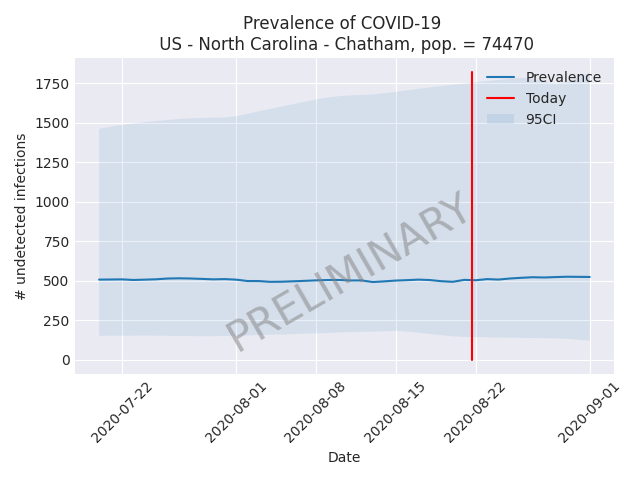 Prevalence of COVID-19
US - North Carolina - Chatham, pop. = 74470
1750
1500
1250
1000
750
500
250
0
# undetected infections
Prevalence
Today
95CI
PRELIMINARY
2020-07-22
2020-08-01
2020-08-08
2020-08-15
2020-08-22
2020-09-01
Date